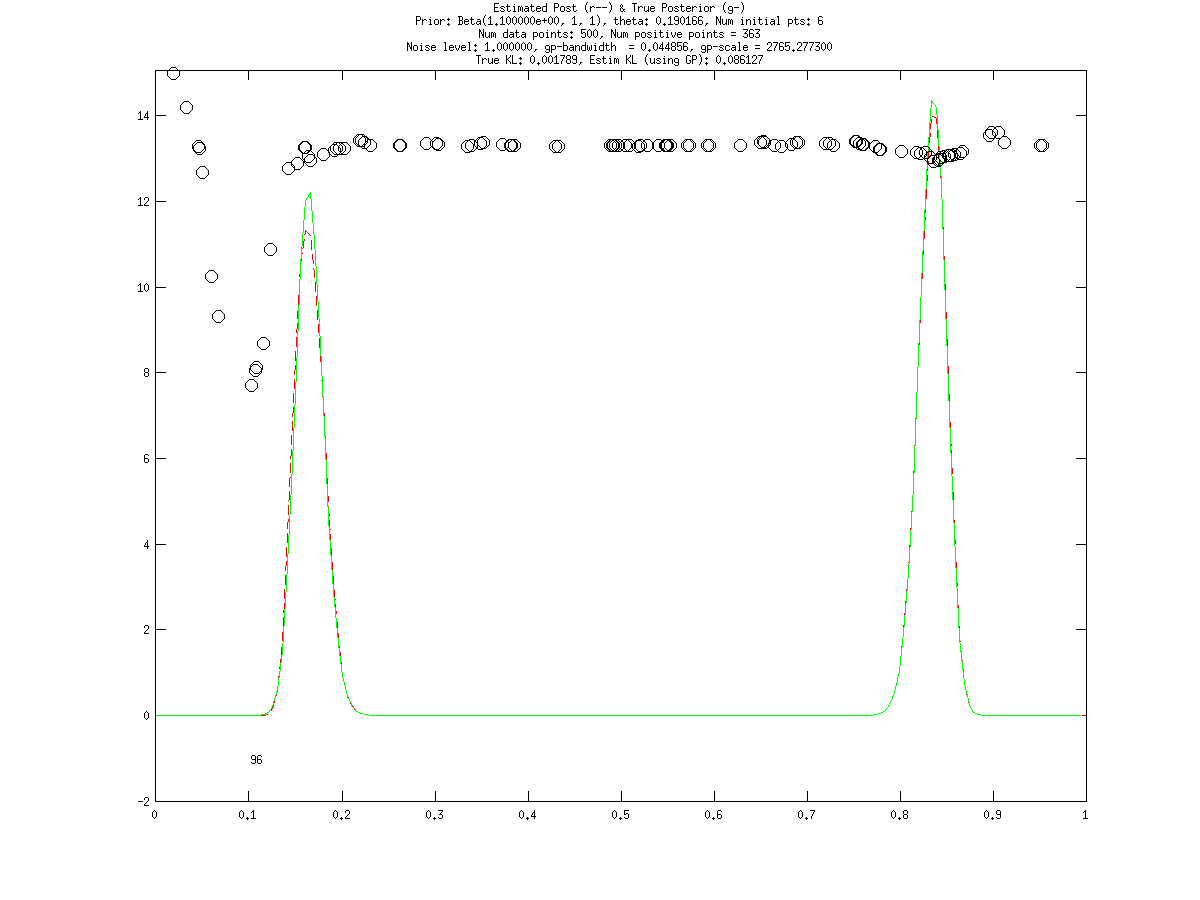 Estimated Post (r--) & True Posterior (g-)
Prior: Beta(1.100000e+00, 1, 1), theta: 0.190166, Num initial pts: 6
Num data points: 500, Num positive points = 363
Noise level: 1.000000, gp-bandwidth  = 0.044856, gp-scale = 2765.277300
True KL: 0.001789, Estim KL (using GP): 0.086127
14
12
10
8
6
4
2
0
96
-2
0 0.1 0.2 0.3 0.4 0.5 0.6 0.7 0.8 0.9 1